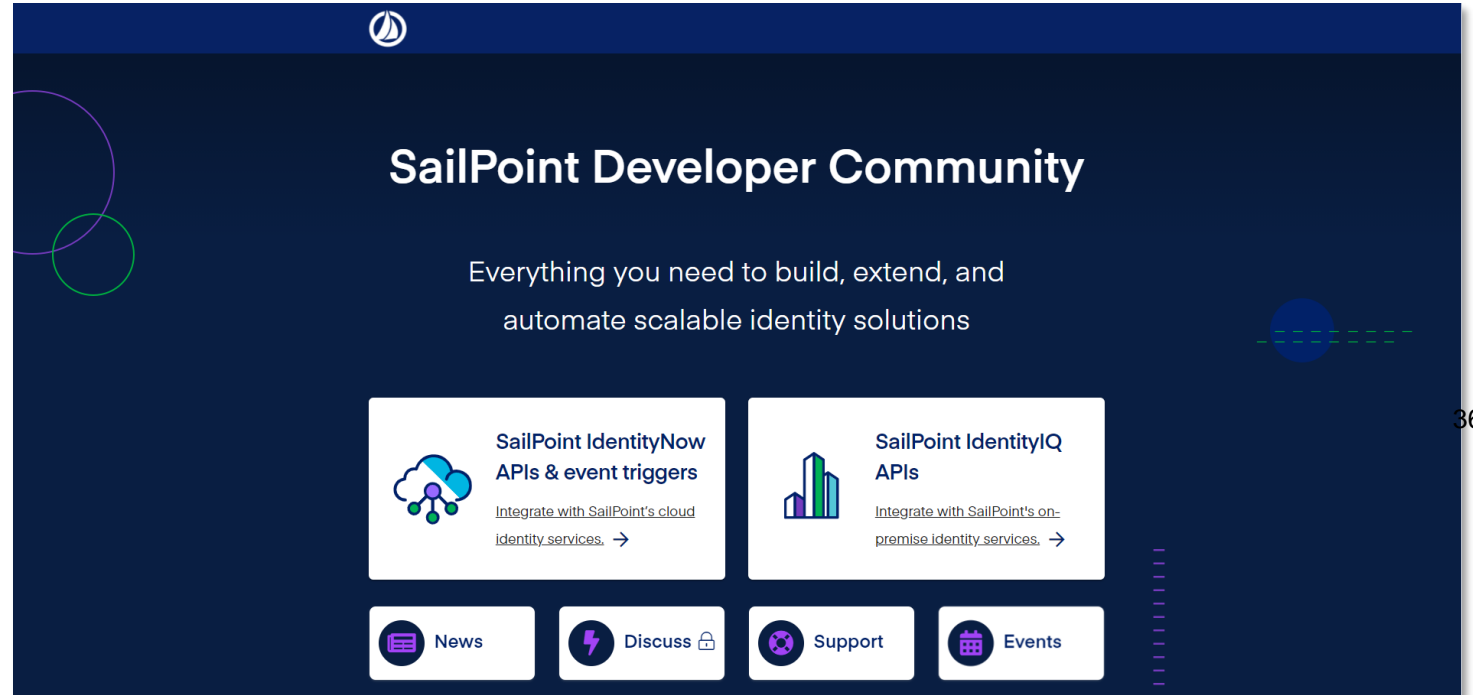 SailPoint Developer Community
Everything you need to build, extend, and
automate scalable identity solutions
SailPoint IdentityNow
APIs & event triggers
Integrate with SailPoint's cloud
identity services.
SailPoint IdentityIQ
APIs
Integrate with SailPoint's on-
premise identity services.
36
News
Discuss
Support
Events